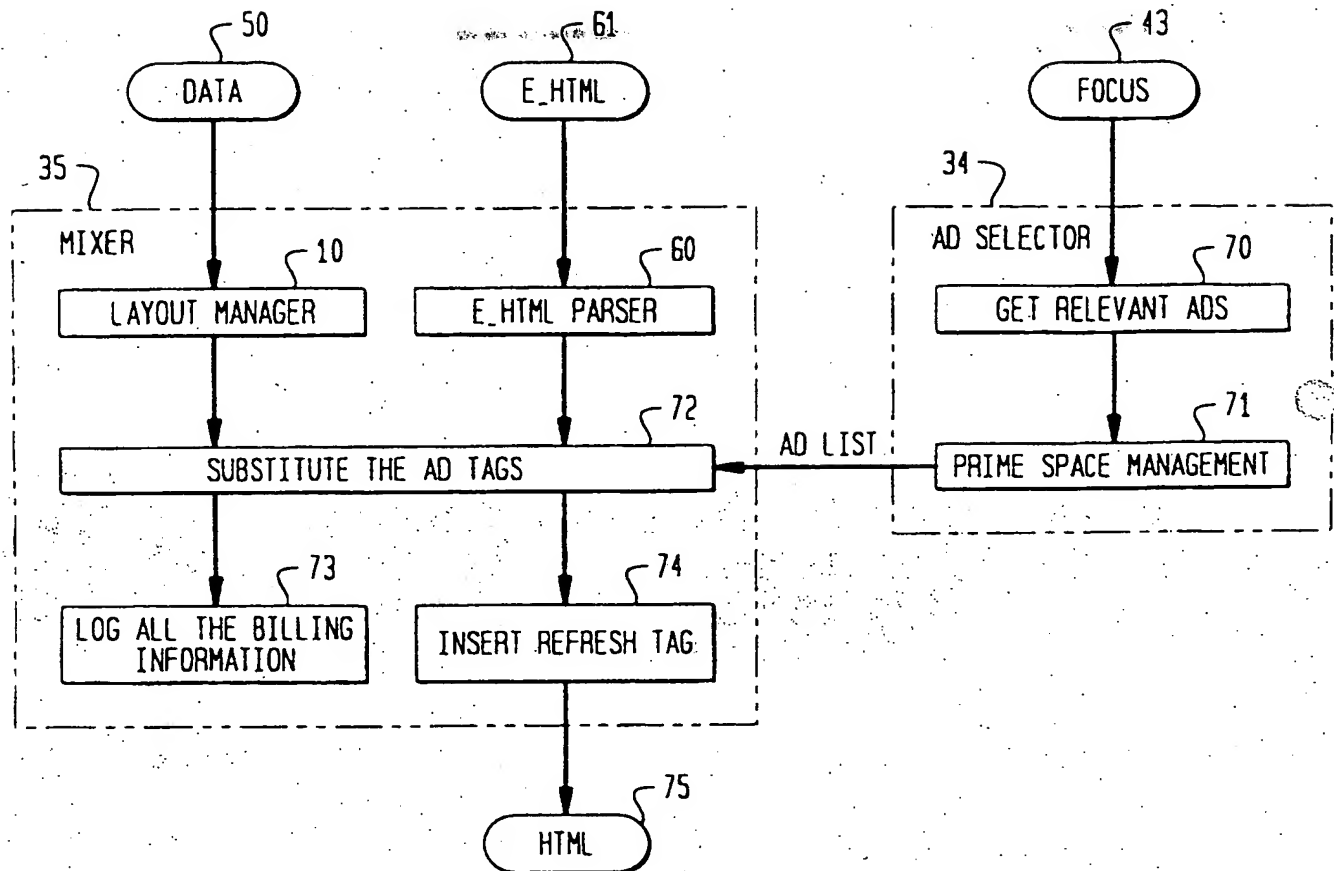 50
61
43
DATA
E_HTML
FOCUS
35
34
MIXER
AD SELECTOR
10
60
70
LAYOUT MANAGER
E_HTML PARSER
GET RELEVANT ADS
72
71
SUBSTITUTE THE AD TAGS
AD LIST
PRIME SPACE MANAGEMENT
73
74
LOG ALL THE BILLING
INFORMATION
INSERT REFRESH TAG
75
HTML